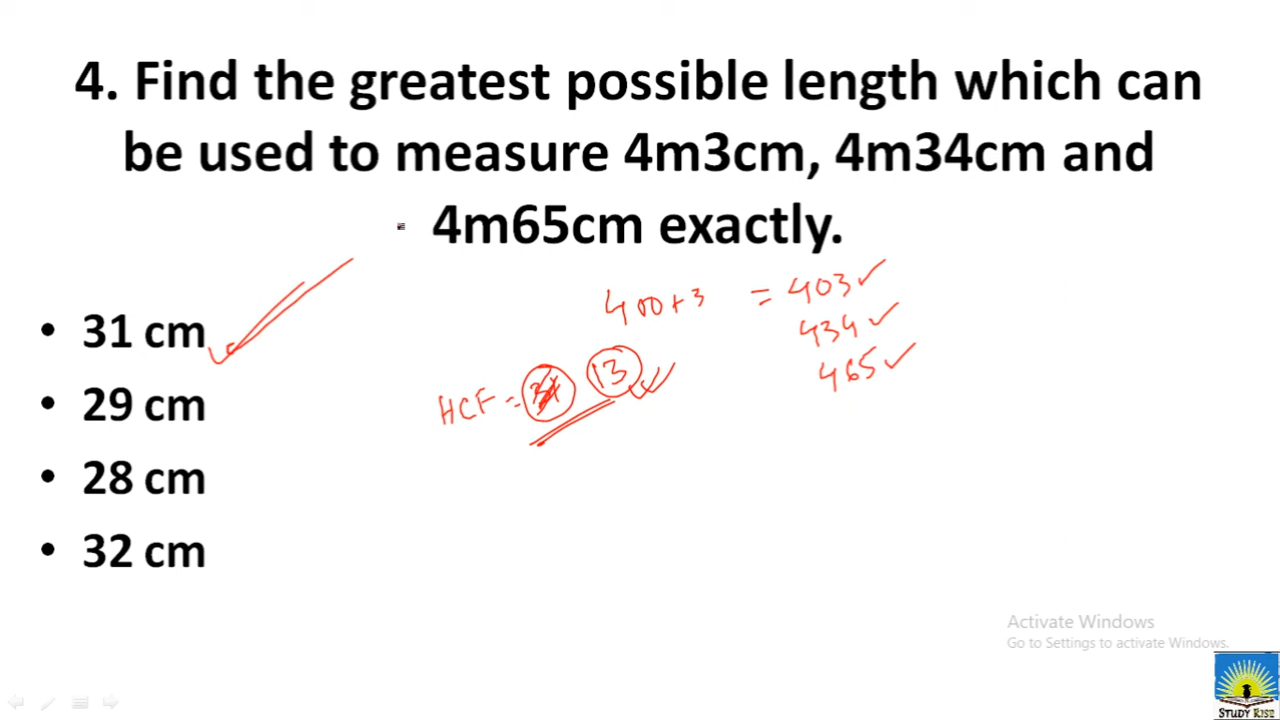 4. Find the greatest possible length which can
be used to measure 4m3cm, 4m34cm and
4m65cm exactly.
400+3 = 403✓
• 31 cm
434✓
465✓
HCF = 13
• 29 cm
• 28 cm
• 32 cm
Activate Windows
Go to Settings to activate Windows.
STUDY RISE